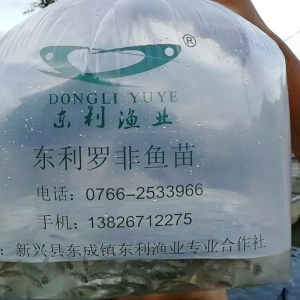 ®
DONGLI YUYE
东利渔业
东利罗非鱼苗
电话：0766-2533966
手机：13826712275
：新兴县东成镇东利渔业专业合作社